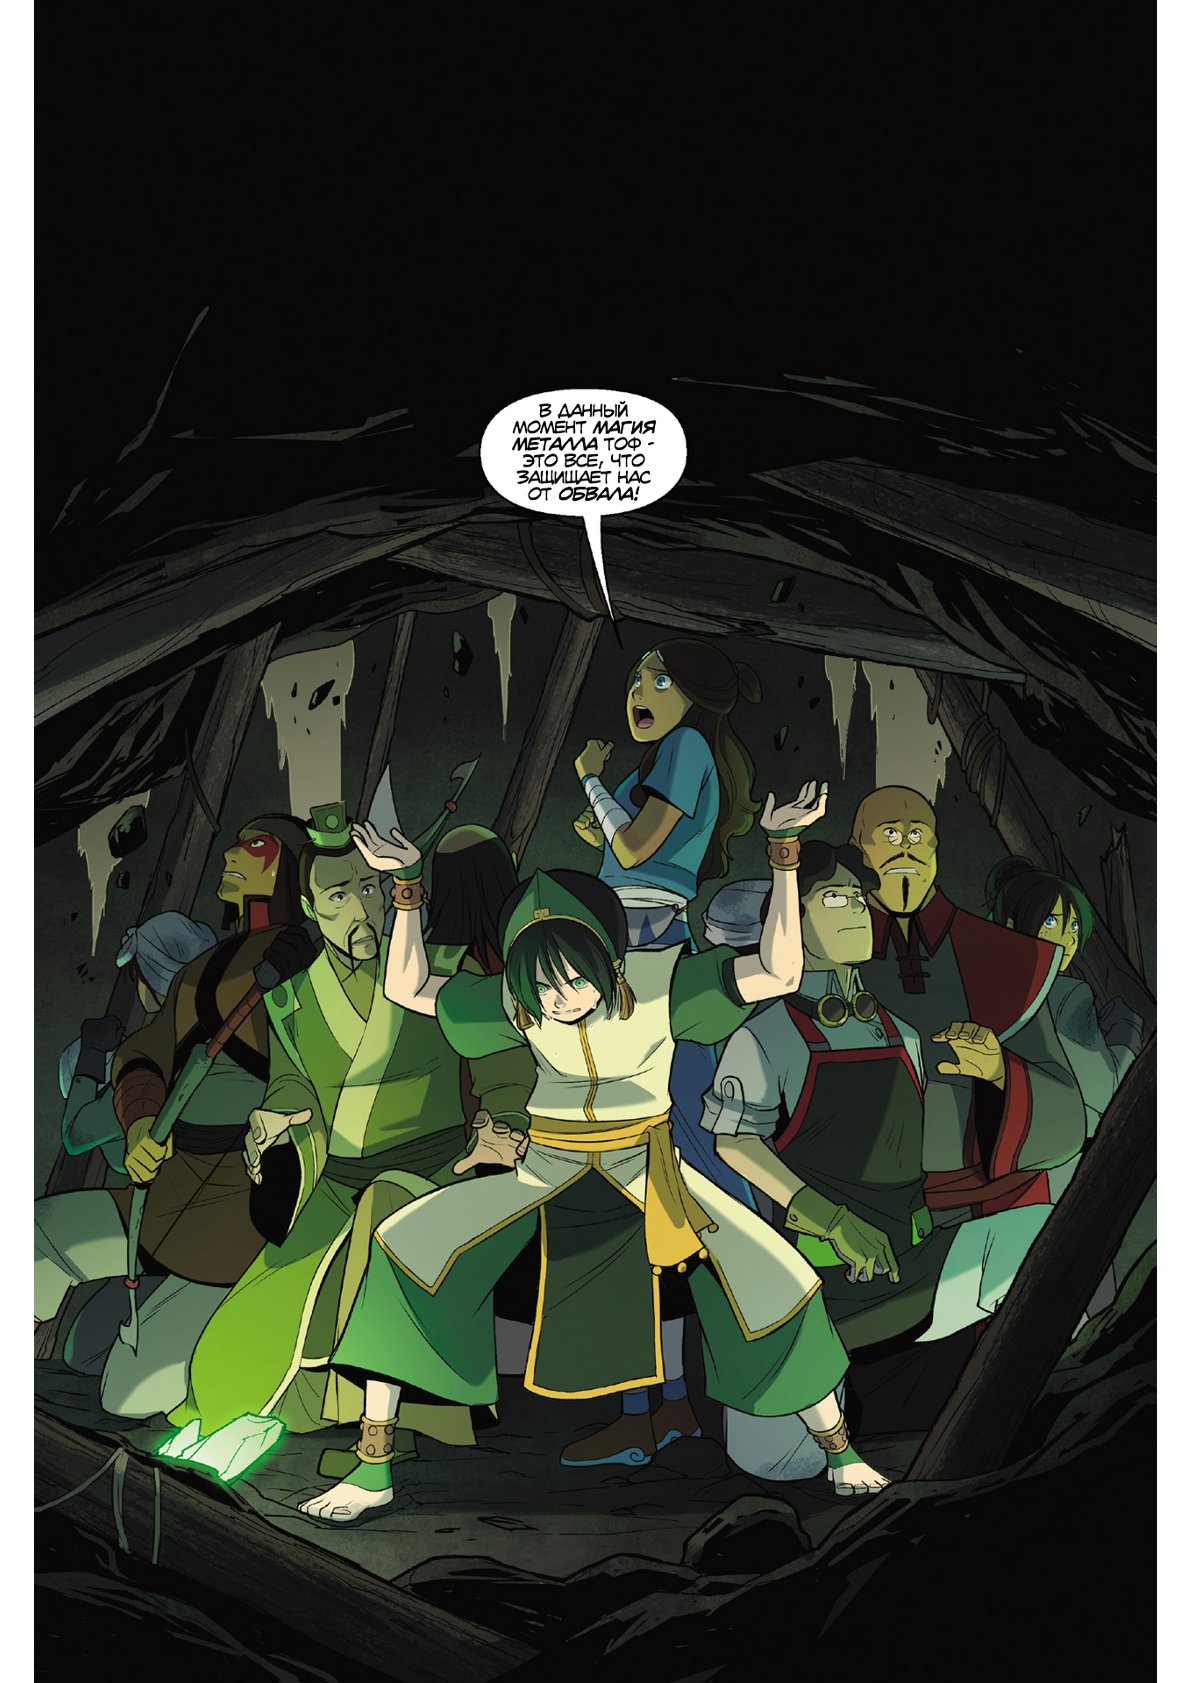 В ДАННЫЙ
МОМЕНТ МАГИЯ
МЕТАЛЛА ТОФ -
ЭТО ВСЕ, ЧТО
ЗАЩИЩАЕТ НАС
ОТ ОБВАЛА!